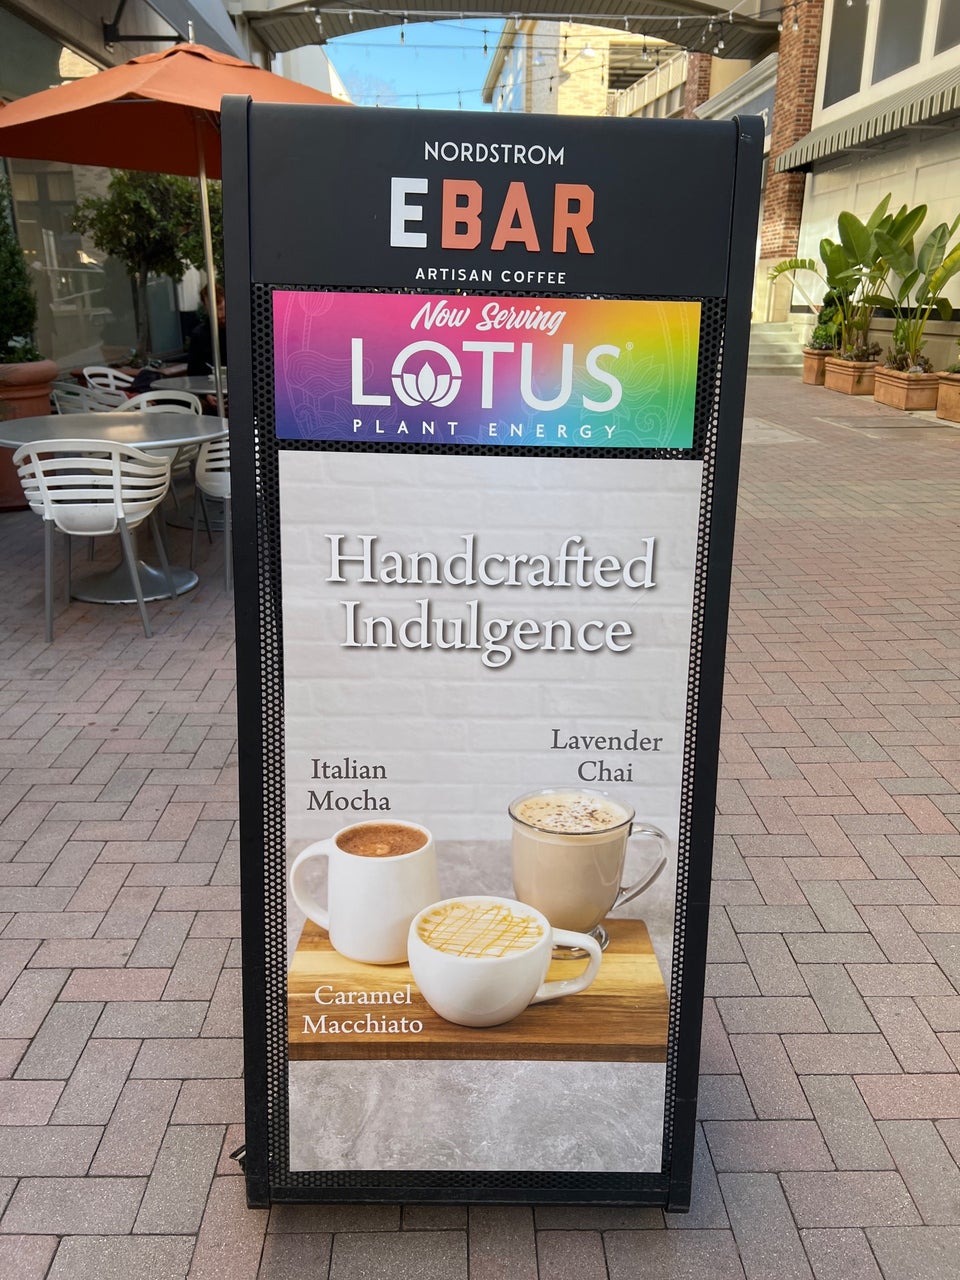 NORDSTROM
EBAR
ARTISAN COFFEE
Now Serving
LOTUS®
PLANT ENERGY
Handcrafted
Indulgence
Lavender
Chai
Italian
Mocha
Caramel
Macchiato